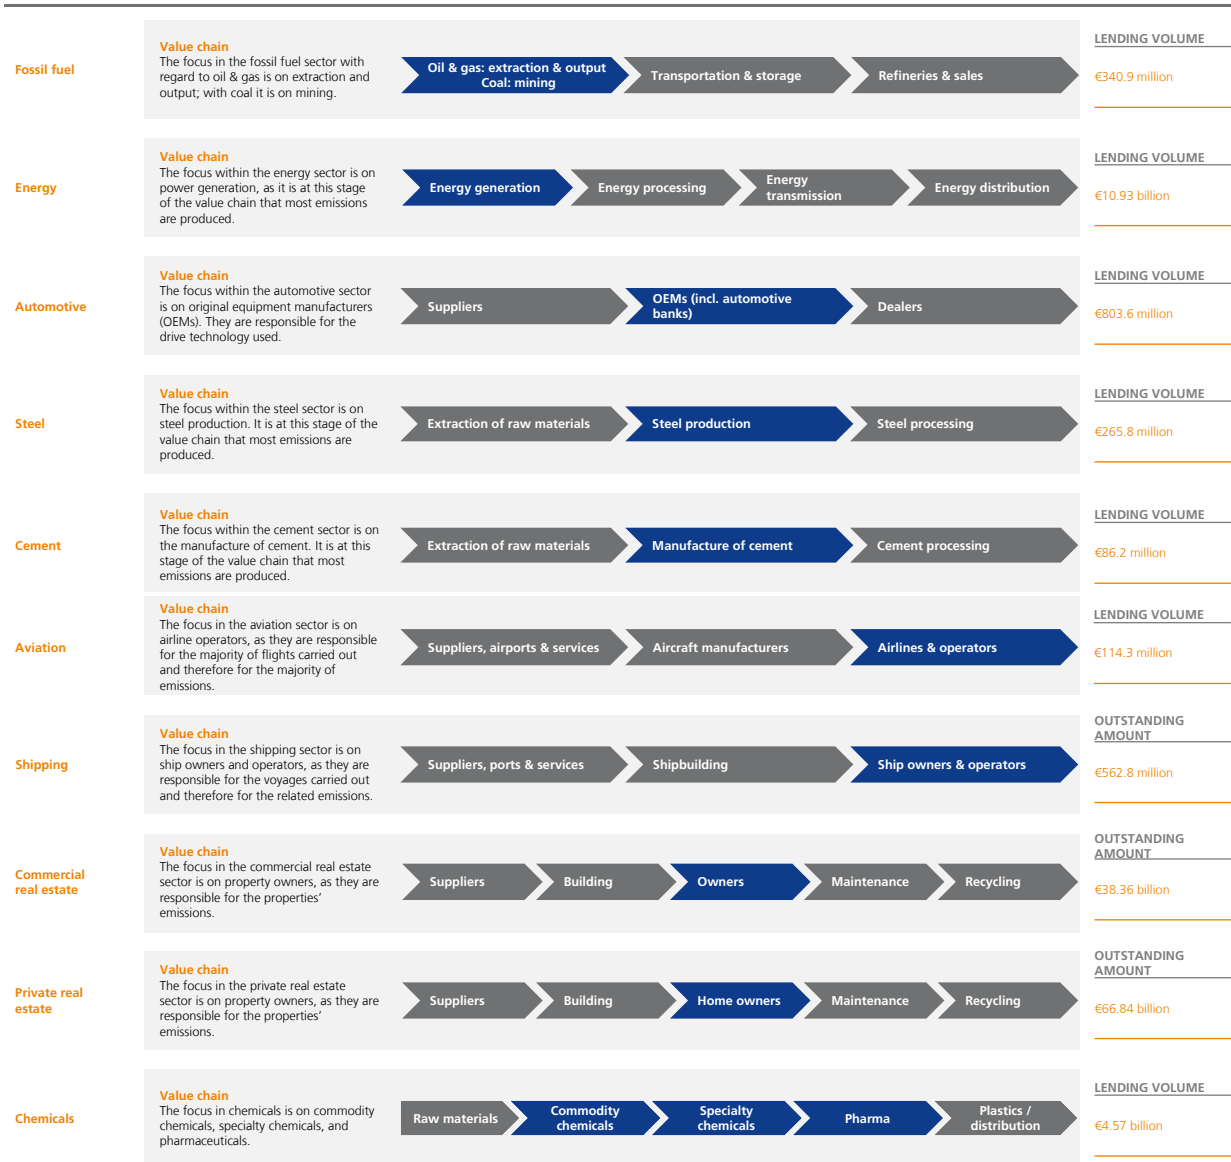 Fossil fuel
Value chain
The focus in the fossil fuel sector with
regard to oil & gas is on extraction and
output; with coal it is on mining.
Oil & gas: extraction & output
Coal: mining
Transportation & storage
Refineries & sales
LENDING VOLUME
€340.9 million
Energy
Value chain
The focus within the energy sector is on
power generation, as it is at this stage
of the value chain that most emissions
are produced.
Energy generation
Energy processing
Energy
transmission
Energy distribution
LENDING VOLUME
€10.93 billion
Automotive
Value chain
The focus within the automotive sector
is on original equipment manufacturers
(OEMs). They are responsible for the
drive technology used.
Suppliers
OEMs (incl. automotive
banks)
Dealers
LENDING VOLUME
€803.6 million
Steel
Value chain
The focus within the steel sector is on
steel production. It is at this stage of the
value chain that most emissions are
produced.
Extraction of raw materials
Steel production
Steel processing
LENDING VOLUME
€265.8 million
Cement
Value chain
The focus within the cement sector is on
the manufacture of cement. It is at this
stage of the value chain that most
emissions are produced.
Extraction of raw materials
Manufacture of cement
Cement processing
LENDING VOLUME
€86.2 million
Aviation
Value chain
The focus in the aviation sector is on
airline operators, as they are responsible
for the majority of flights carried out
and therefore for the majority of
emissions.
Suppliers, airports & services
Aircraft manufacturers
Airlines & operators
LENDING VOLUME
€114.3 million
Shipping
Value chain
The focus in the shipping sector is on
ship owners and operators, as they are
responsible for the voyages carried out
and therefore for the related emissions.
Suppliers, ports & services
Shipbuilding
Ship owners & operators
OUTSTANDING
AMOUNT
€562.8 million
Commercial
real estate
Value chain
The focus in the commercial real estate
sector is on property owners, as they are
responsible for the properties'
emissions.
Suppliers
Building
Owners
Maintenance
Recycling
OUTSTANDING
AMOUNT
€38.36 billion
Private real
estate
Value chain
The focus in the private real estate
sector is on property owners, as they are
responsible for the properties'
emissions.
Suppliers
Building
Home owners
Maintenance
Recycling
OUTSTANDING
AMOUNT
€66.84 billion
Chemicals
Value chain
The focus in chemicals is on commodity
chemicals, specialty chemicals, and
pharmaceuticals.
Raw materials
Commodity
chemicals
Specialty
chemicals
Pharma
Plastics /
distribution
LENDING VOLUME
€4.57 billion